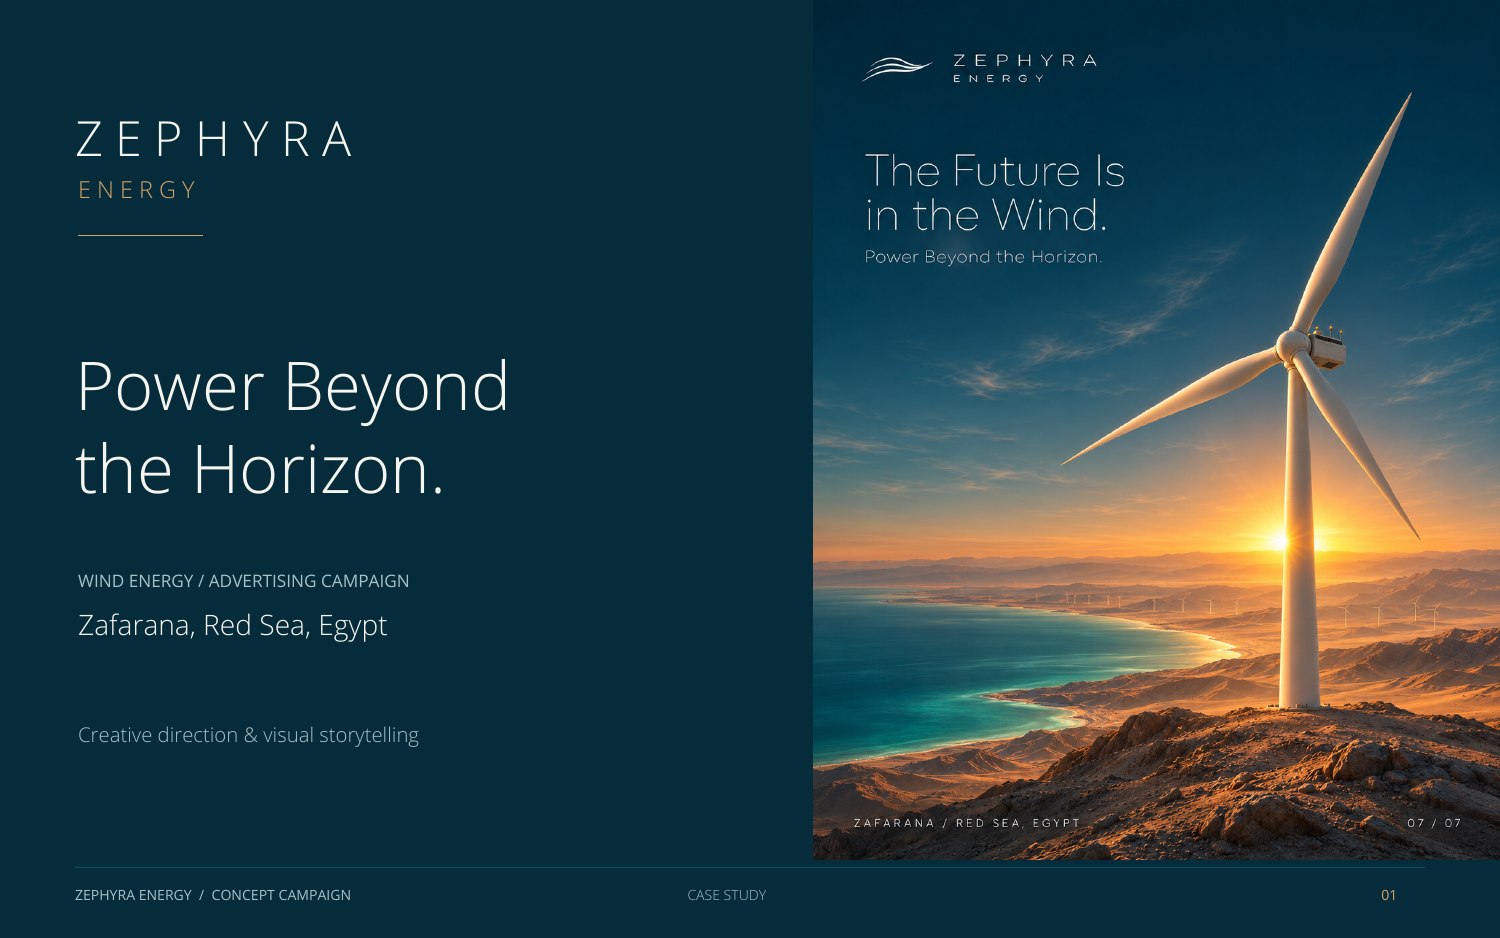 ZEPHYRA
ENERGY
Power Beyond
the Horizon.
WIND ENERGY / ADVERTISING CAMPAIGN
Zafarana, Red Sea, Egypt
Creative direction & visual storytelling
ZEPHYRA
ENERGY
The Future Is
in the Wind.
Power Beyond the Horizon.
ZAFARANA / RED SEA, EGYPT
07 / 07
ZEPHYRA ENERGY / CONCEPT CAMPAIGN
CASE STUDY
01